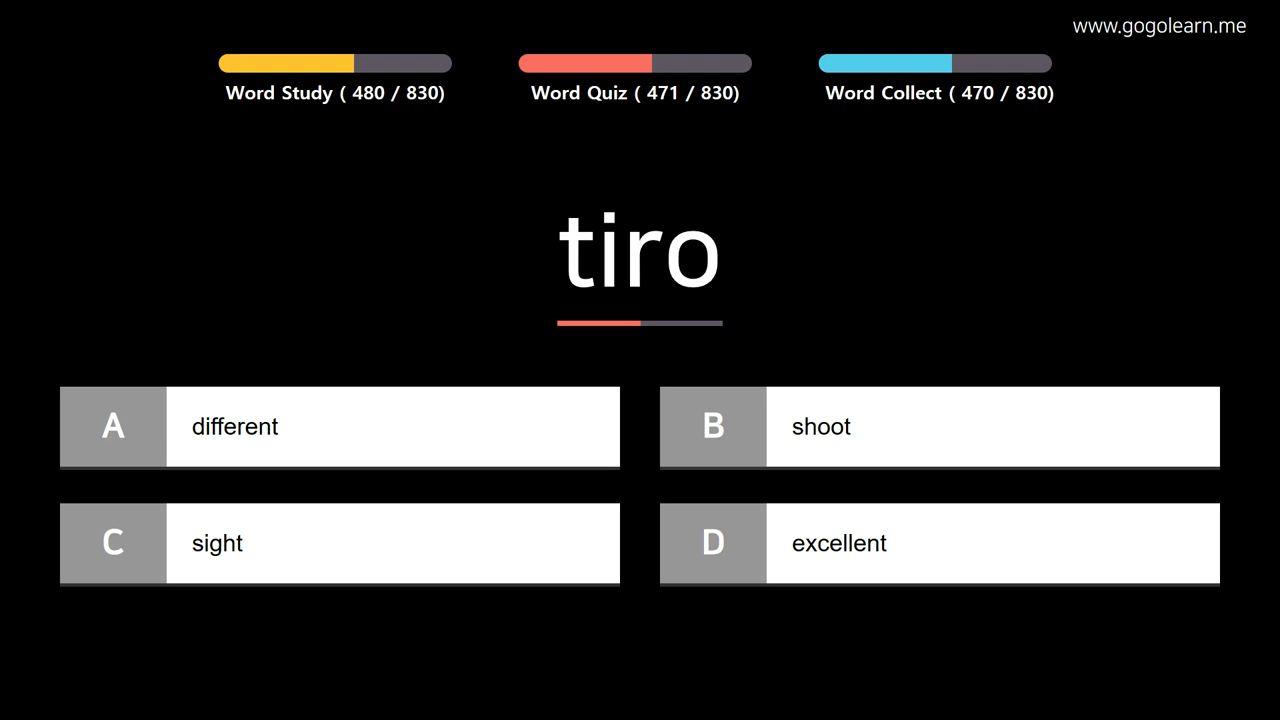 www.gogolearn.me
Word Study ( 480 / 830)
Word Quiz ( 471 / 830)
Word Collect ( 470 / 830)
tiro
A different
B shoot
C sight
D excellent